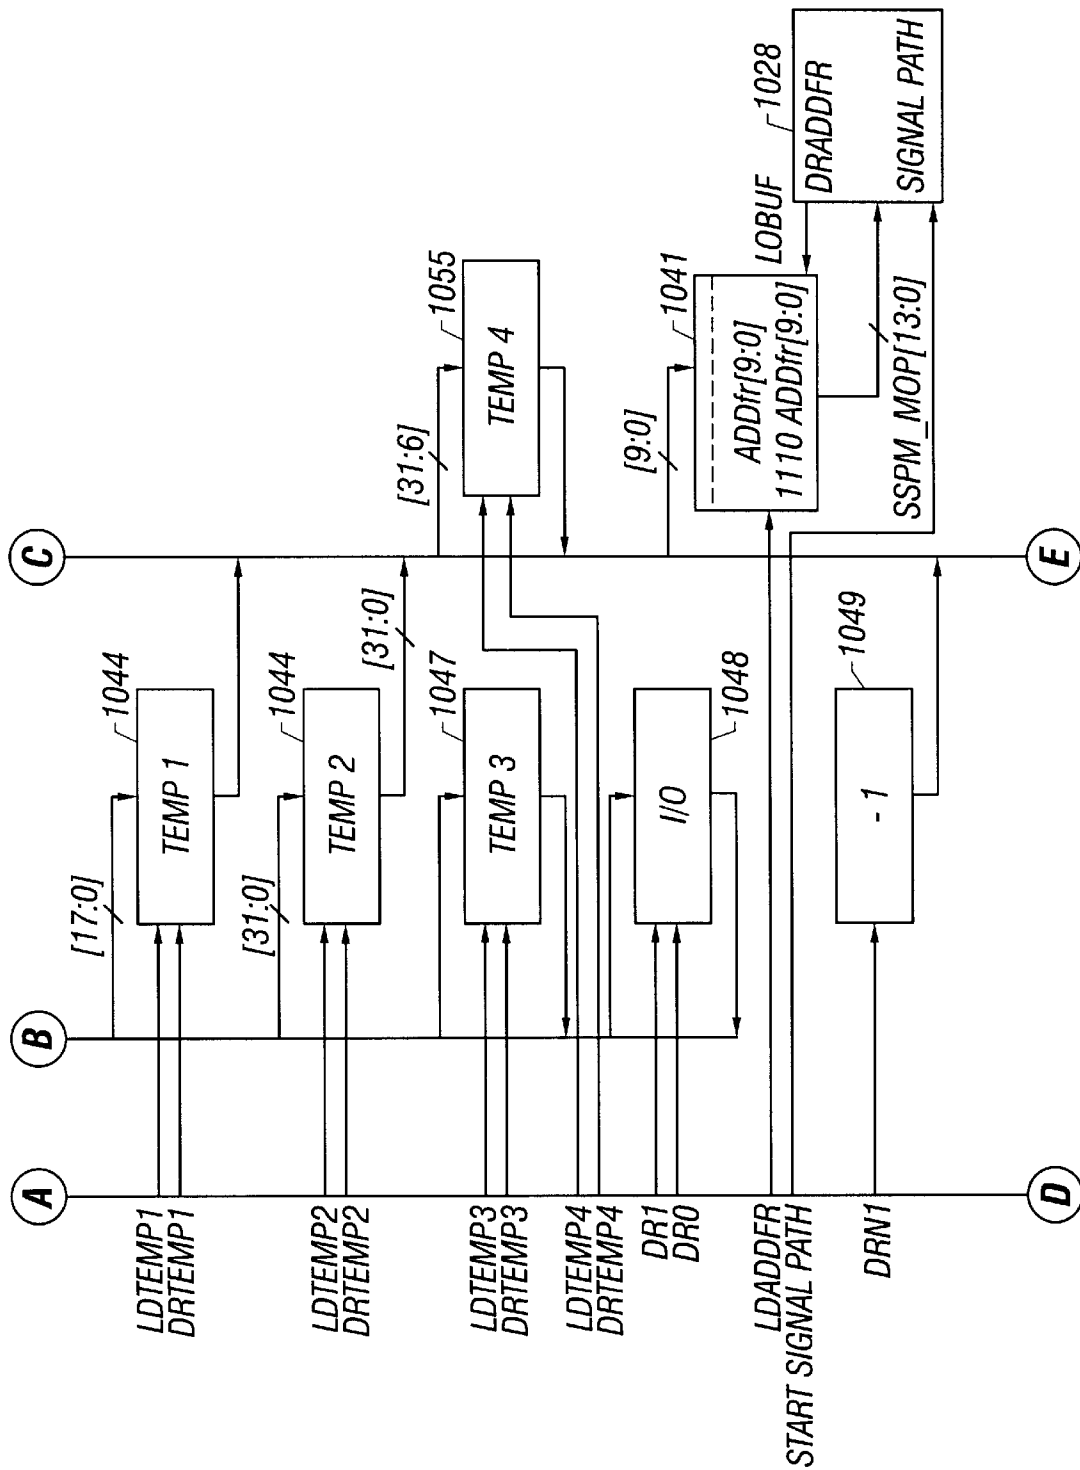 A
B
C
LDTEMP1
DRTEMP1
[17:0]
TEMP 1
1044
LDTEMP2
DRTEMP2
[31:0]
TEMP 2
1044
[31:0]
LDTEMP3
DRTEMP3
TEMP 3
1047
[31:6]
TEMP 4
1055
LDTEMP4
DRTEMP4
DR1
DR0
I/O
1048
[9:0]
1041
ADDfr[9:0]
1110 ADDfr[9:0]
LOBUF
1028
DRADDFR
SIGNAL PATH
LDADDFR
START SIGNAL PATH
SSPM_MOP[13:0]
DRN1
- 1
1049
D
E